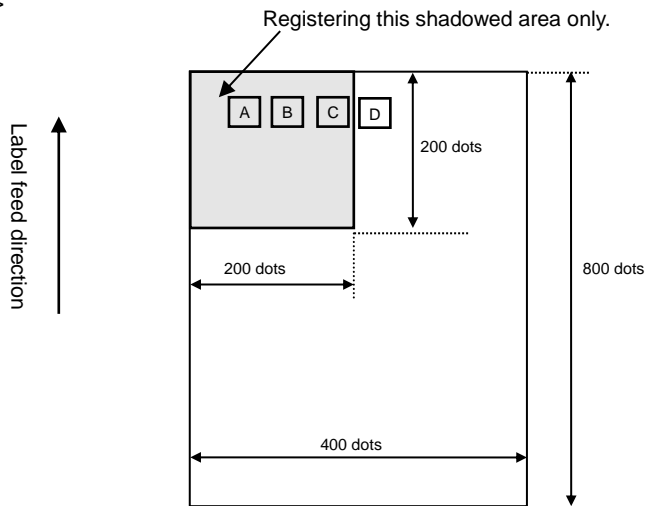 Registering this shadowed area only.
A B C D
200 dots
Label feed direction
200 dots
800 dots
400 dots